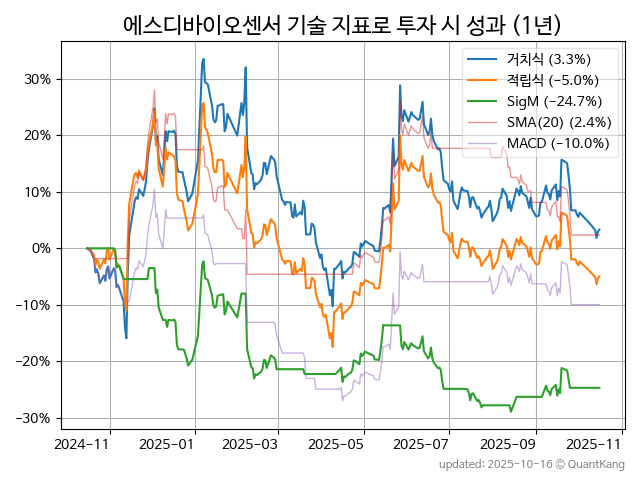 에스디바이오센서 기술 지표로 투자 시 성과 (1년)
거치식 (3.3%)
적립식 (−5.0%)
SigM (−24.7%)
SMA(20) (2.4%)
MACD (−10.0%)
30%
20%
10%
0%
−10%
−20%
−30%
2024-11 2025-01 2025-03 2025-05 2025-07 2025-09 2025-11
updated: 2025-10-16 © QuantKang